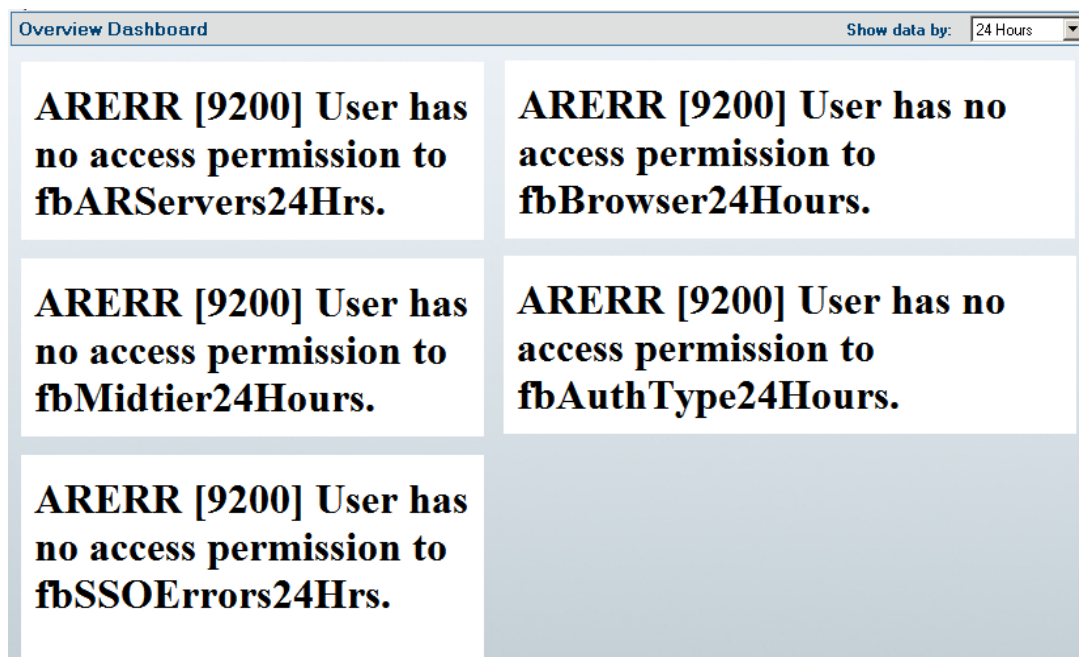 Overview Dashboard
Show data by: 24 Hours
ARERR [9200] User has
no access permission to
fbARServers24Hrs.
ARERR [9200] User has no
access permission to
fbBrowser24Hours.
ARERR [9200] User has
no access permission to
fbMidtier24Hours.
ARERR [9200] User has no
access permission to
fbAuthType24Hours.
ARERR [9200] User has
no access permission to
fbSSOErrors24Hrs.